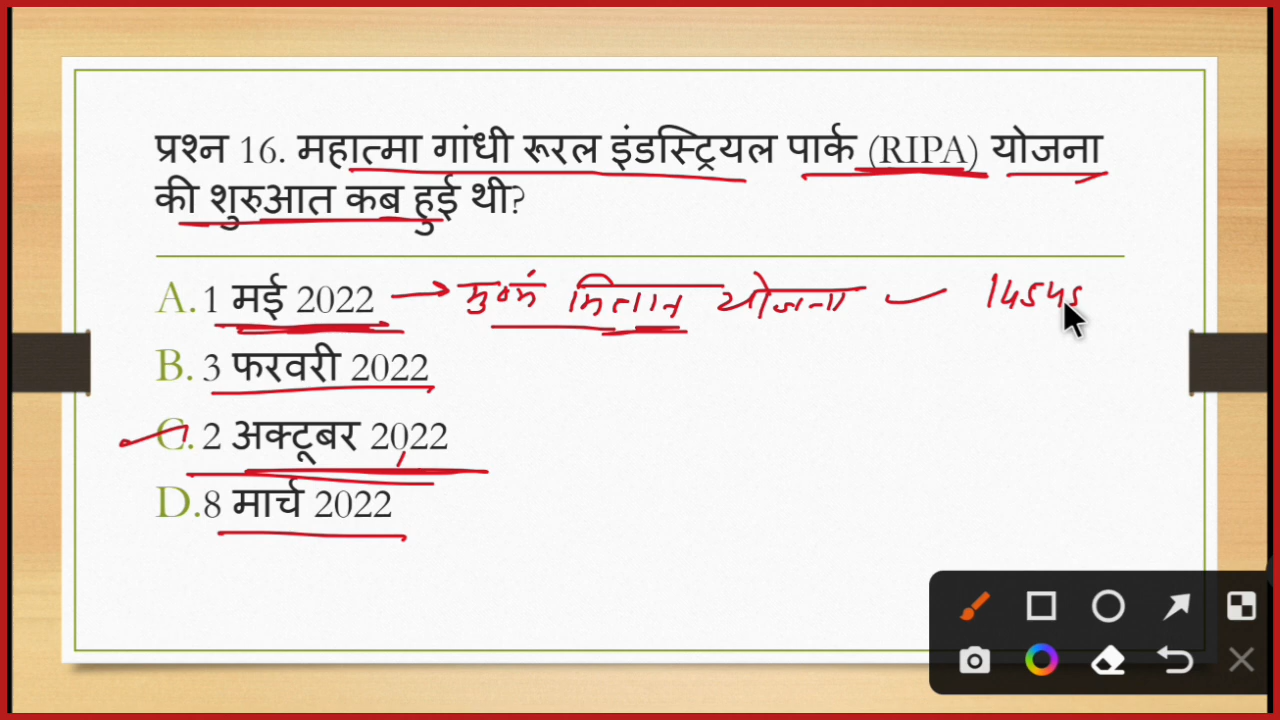 प्रश्न 16. महात्मा गांधी रूरल इंडस्ट्रियल पार्क (RIPA) योजना
की शुरुआत कब हुई थी?
A. 1 मई 2022 → मितान योजना 14545
B. 3 फरवरी 2022
C. 2 अक्टूबर 2022
D. 8 मार्च 2022